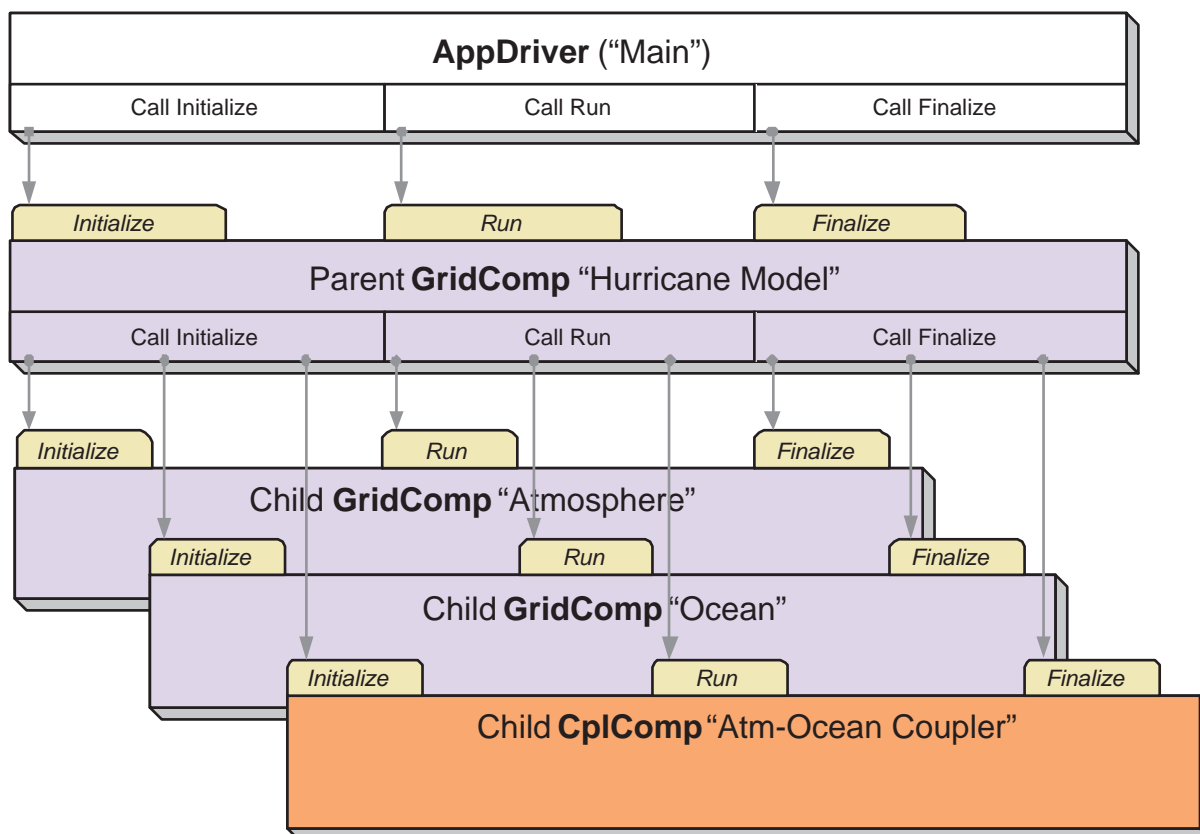 AppDriver (“Main”)
Call Initialize
Call Run
Call Finalize
Initialize
Run
Finalize
Parent GridComp “Hurricane Model”
Call Initialize
Call Run
Call Finalize
Initialize
Run
Finalize
Child GridComp “Atmosphere”
Initialize
Run
Finalize
Child GridComp “Ocean”
Initialize
Run
Finalize
Child CplComp “Atm-Ocean Coupler”